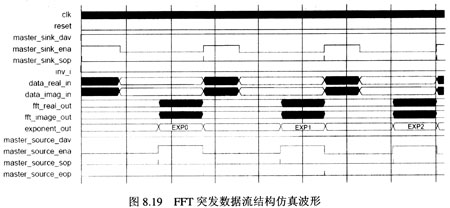 clk
reset
master_sink_dav
master_sink_ena
master_sink_sop
inv_i
data_real_in
data_imag_in
fft_real_out
fft_image_out
exponent_out EXP0 EXP1 EXP2
master_source_dav
master_source_ena
master_source_sop
master_source_eop
图 8.19 FFT 突发数据流结构仿真波形